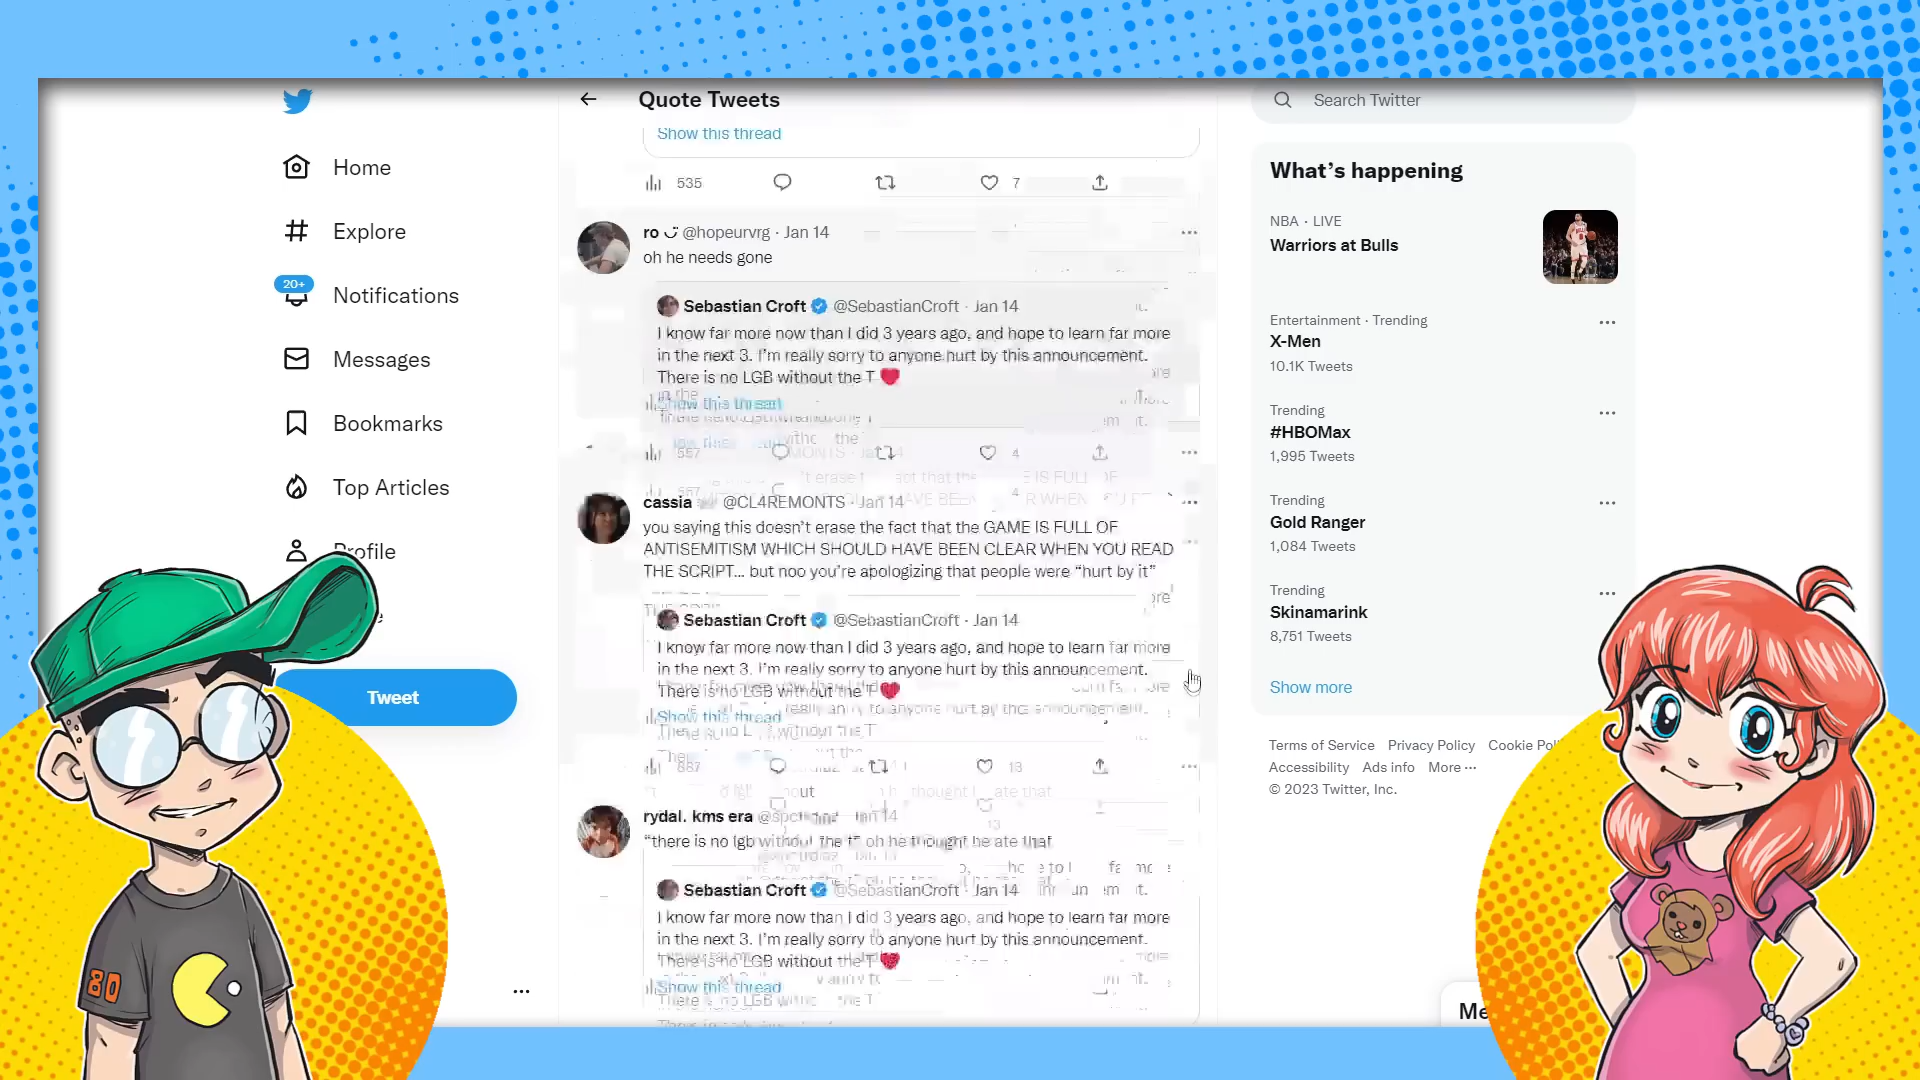 Home
Explore
20+
Notifications
Messages
Bookmarks
Top Articles
Profile
Tweet
80
Quote Tweets
Show this thread
535
7
ro @hopeurvrg · Jan 14
oh he needs gone
Sebastian Croft @SebastianCroft · Jan 14
I know far more now than I did 3 years ago, and hope to learn far more
in the next 3. I'm really sorry to anyone hurt by this announcement.
There is no LGB without the T
Show this thread
557
4
cassia @CL4REMONTS · Jan 14
you saying this doesn't erase the fact that the GAME IS FULL OF
ANTISEMITISM WHICH SHOULD HAVE BEEN CLEAR WHEN YOU READ
THE SCRIPT... but noo you're apologizing that people were “hurt by it”
Sebastian Croft @SebastianCroft · Jan 14
I know far more now than I did 3 years ago, and hope to learn far more
in the next 3. I'm really sorry to anyone hurt by this announcement.
There is no LGB without the T
Show this thread
887
13
rydal. kms era
“there is no lgb without the t” oh he thought he ate that
Sebastian Croft @SebastianCroft · Jan 14
I know far more now than I did 3 years ago, and hope to learn far more
in the next 3. I'm really sorry to anyone hurt by this announcement.
There is no LGB without the T
Show this thread
Search Twitter
What's happening
NBA · LIVE
Warriors at Bulls
Entertainment · Trending
X-Men
10.1K Tweets
Trending
#HBOMax
1,995 Tweets
Trending
Gold Ranger
1,084 Tweets
Trending
Skinamarink
8,751 Tweets
Show more
Terms of Service Privacy Policy Cookie
Accessibility Ads info More ···
© 2023 Twitter, Inc.